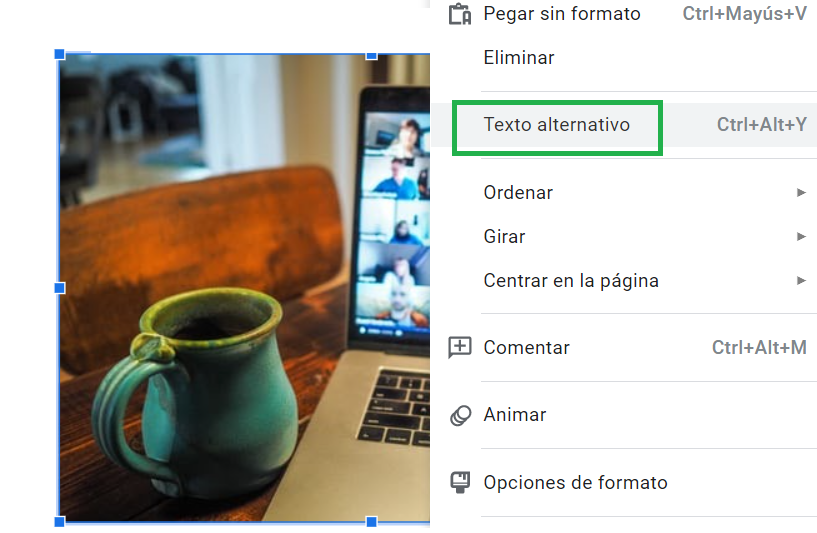 Pegar sin formato Ctrl+Mayús+V
Eliminar
Texto alternativo Ctrl+Alt+Y
Ordenar
Girar
Centrar en la página
Comentar Ctrl+Alt+M
Animar
Opciones de formato